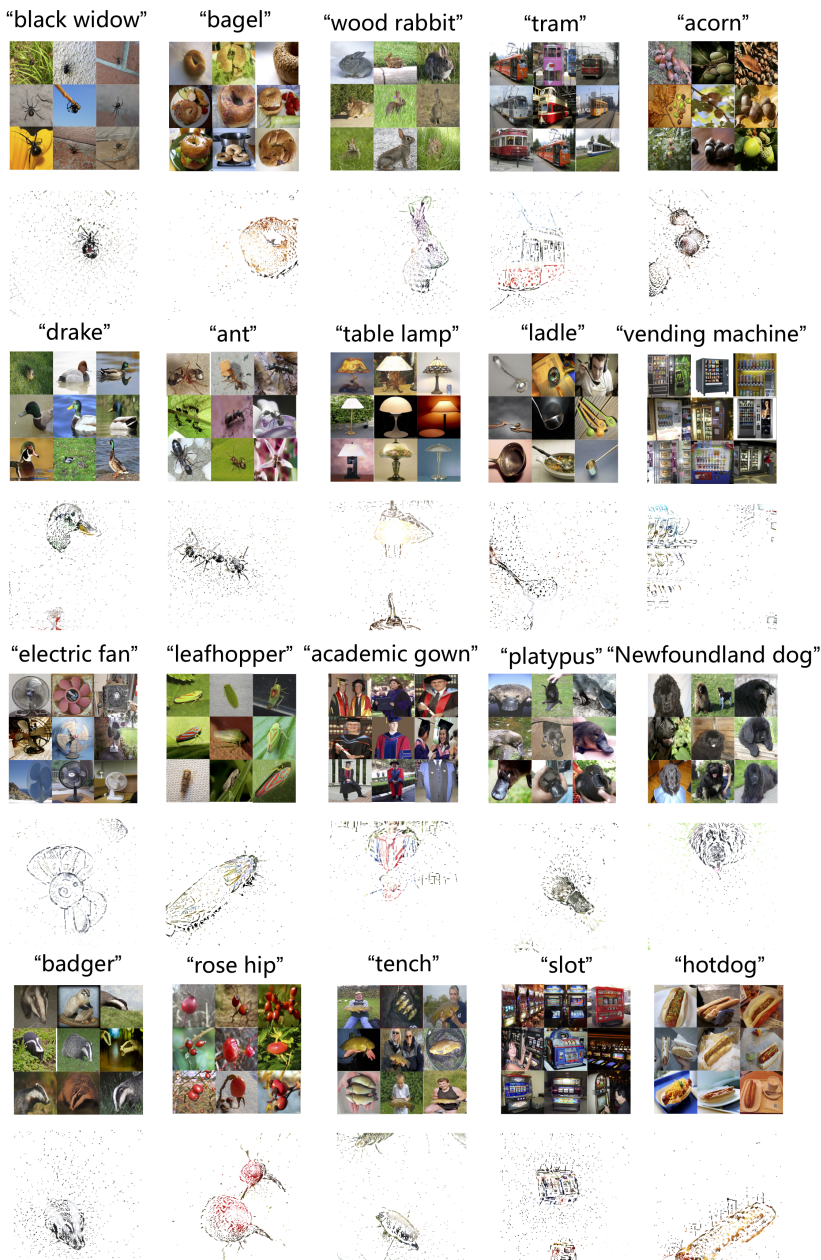 “black widow” “bagel” “wood rabbit” “tram” “acorn”
“drake” “ant” “table lamp” “ladle” “vending machine”
“electric fan” “leafhopper” “academic gown” “platypus” “Newfoundland dog”
“badger” “rose hip” “tench” “slot” “hotdog”